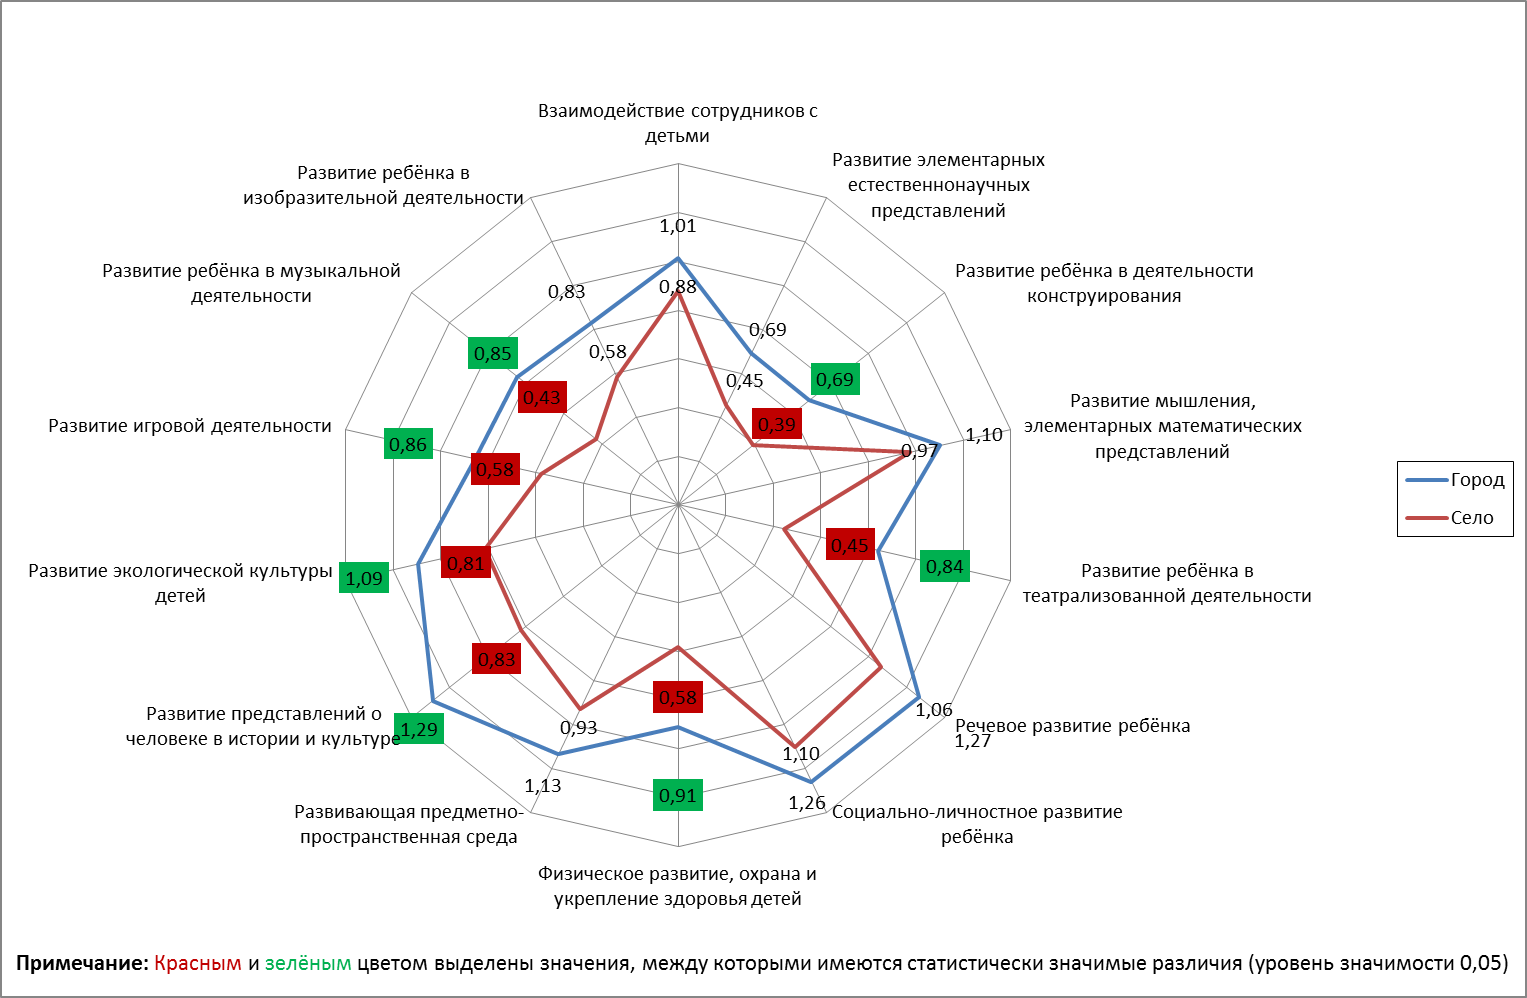 Взаимодействие сотрудников с
детьми
Развитие элементарных
естественнонаучных
представлений
Развитие ребёнка в деятельности
конструирования
Развитие мышления,
элементарных математических
представлений
Развитие ребёнка в
театрализованной деятельности
Речевое развитие ребёнка
Социально-личностное развитие
ребёнка
Физическое развитие, охрана и
укрепление здоровья детей
Развивающая предметно-
пространственная среда
Развитие представлений о
человеке в истории и культуре
Развитие экологической культуры
детей
Развитие игровой деятельности
Развитие ребёнка в музыкальной
деятельности
Развитие ребёнка в
изобразительной деятельности
1,01
0,69
0,69
1,10
0,84
1,27
1,26
0,91
1,13
1,29
1,09
0,86
0,85
0,83
0,88
0,45
0,39
0,97
0,45
1,06
1,10
0,58
0,93
0,83
0,81
0,58
0,43
0,58
Город
Село
Примечание: Красным и зелёным цветом выделены значения, между которыми имеются статистически значимые различия (уровень значимости 0,05)